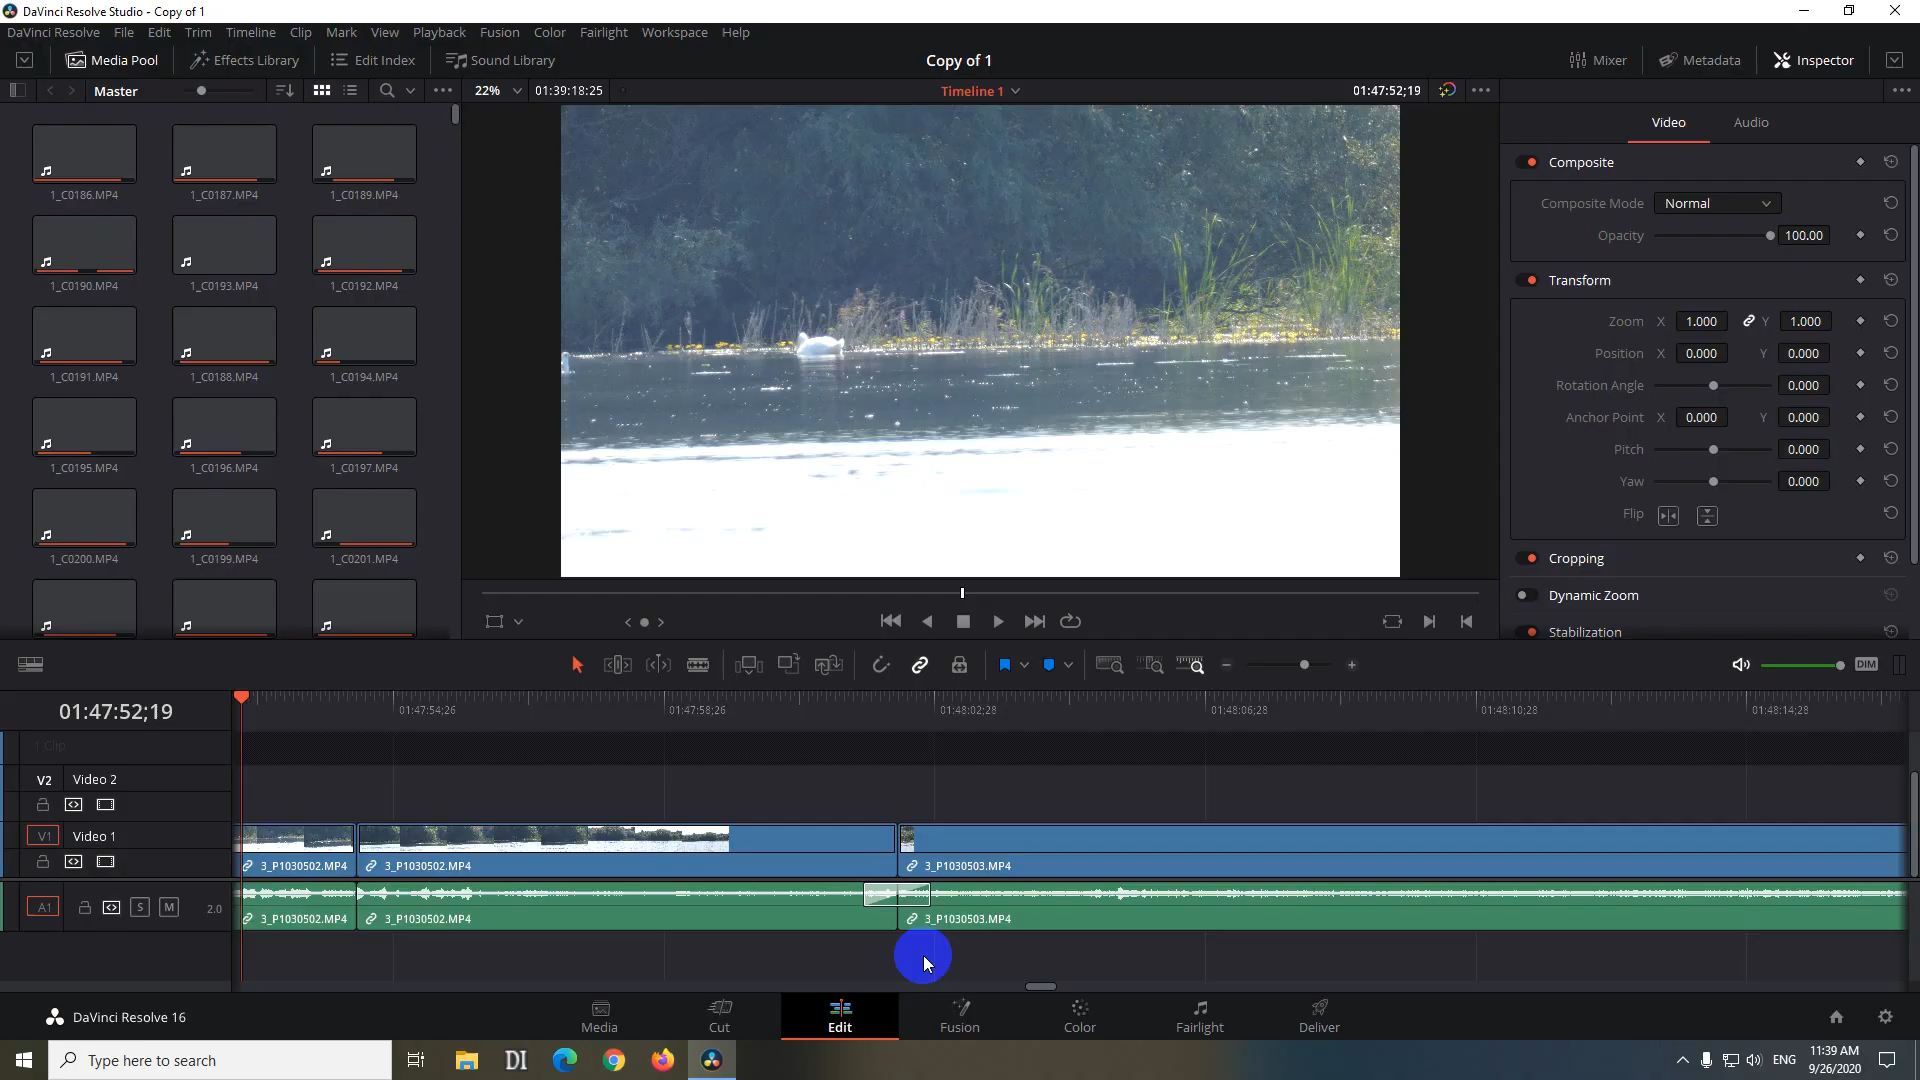 DaVinci Resolve Studio - Copy of 1
DaVinci Resolve File Edit Trim Timeline Clip Mark View Playback Fusion Color Fairlight Workspace Help
Media Pool Effects Library Edit Index Sound Library Copy of 1 Mixer Metadata Inspector
Master 22% 01:39:18:25 Timeline 1 01:47:52;19
Video Audio
Composite
Composite Mode Normal
Opacity 100.00
Transform
Zoom X 1.000 Y 1.000
Position X 0.000 Y 0.000
Rotation Angle 0.000
Anchor Point X 0.000 Y 0.000
Pitch 0.000
Yaw 0.000
Flip
Cropping
Dynamic Zoom
Stabilization
1_C0186.MP4 1_C0187.MP4 1_C0189.MP4
1_C0190.MP4 1_C0193.MP4 1_C0192.MP4
1_C0191.MP4 1_C0188.MP4 1_C0194.MP4
1_C0195.MP4 1_C0196.MP4 1_C0197.MP4
1_C0200.MP4 1_C0199.MP4 1_C0201.MP4
DIM
01:47:52;19 01:47:54;26 01:47:58;26 01:48:02;28 01:48:06;28 01:48:10;28 01:48:14;28
1 Clip
V2 Video 2
V1 Video 1
3_P1030502.MP4 3_P1030502.MP4 3_P1030503.MP4
A1 S M 2.0
3_P1030502.MP4 3_P1030502.MP4 3_P1030503.MP4
DaVinci Resolve 16 Media Cut Edit Fusion Color Fairlight Deliver
Type here to search DI ENG 11:39 AM
9/26/2020